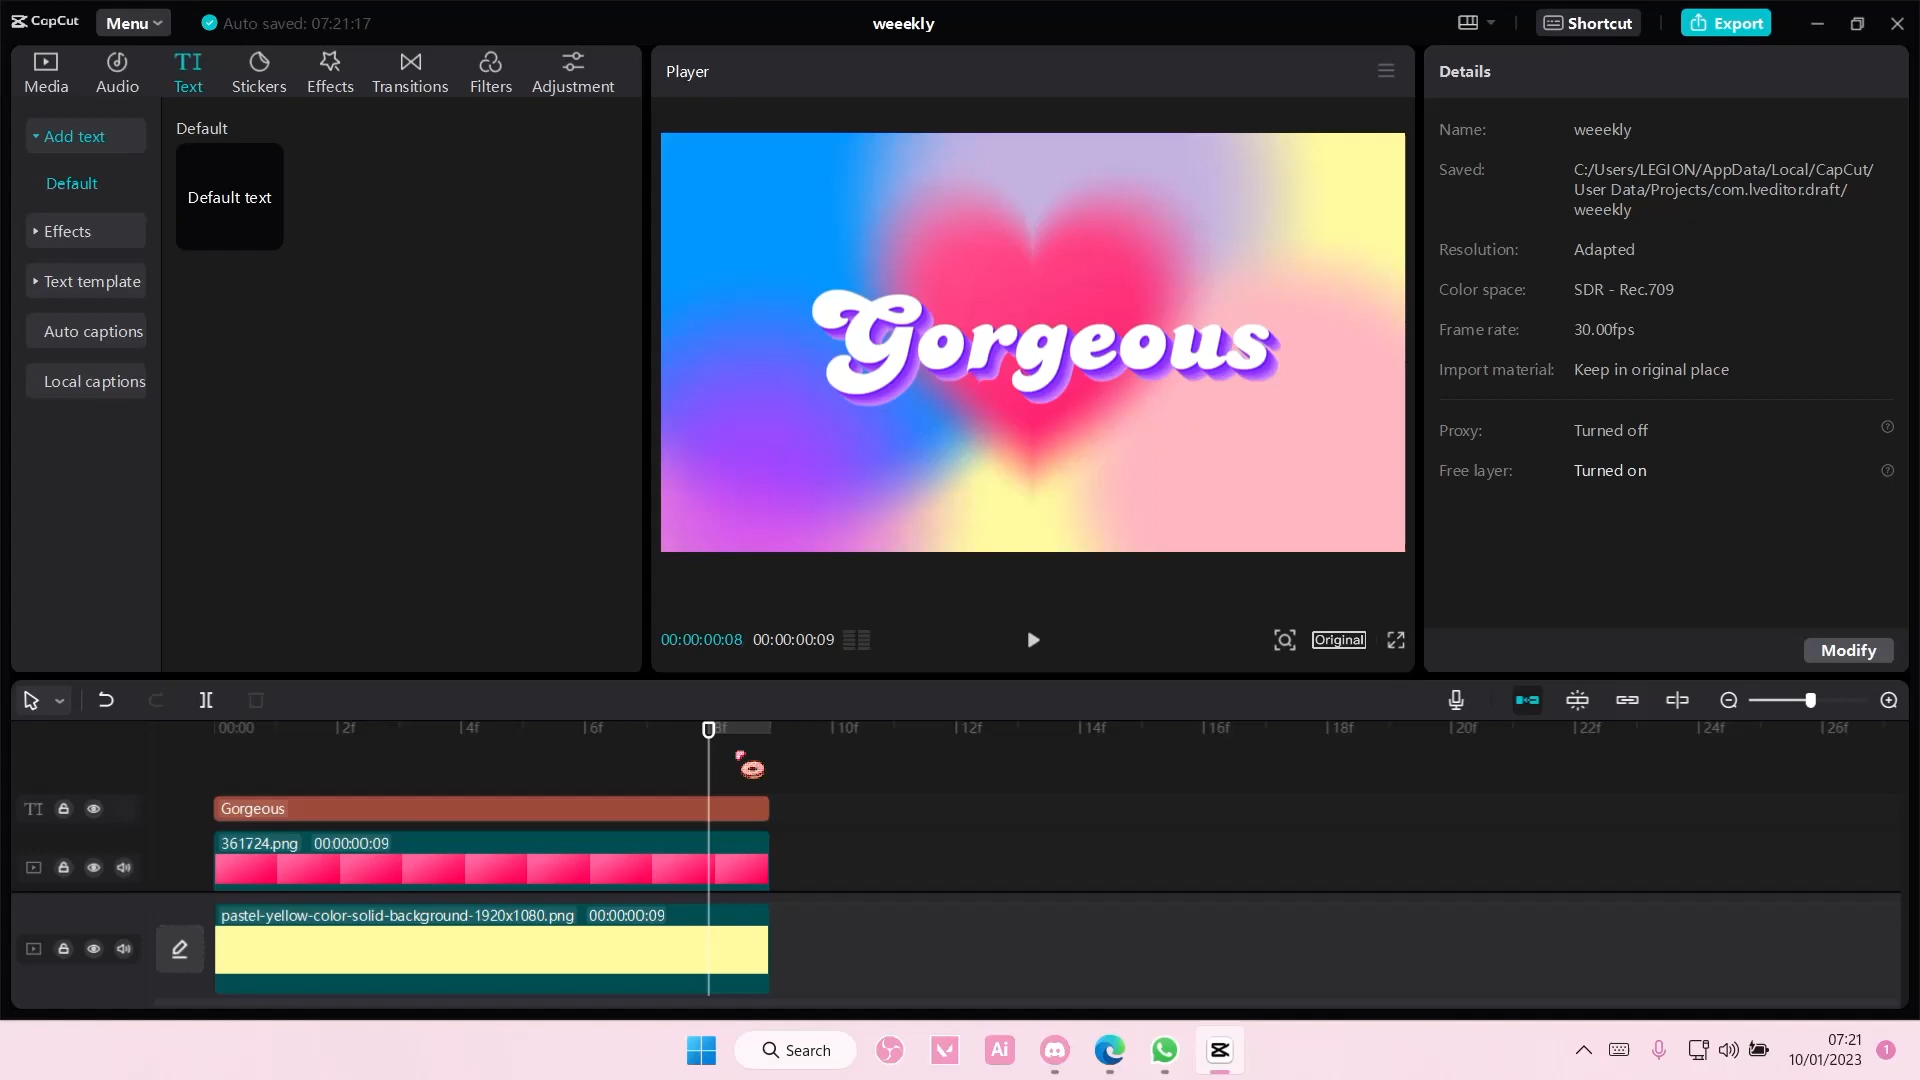 CapCut
Menu
Auto saved: 07:21:17
weeekly
Shortcut
Export
Media
Audio
TI
Text
Stickers
Effects
Transitions
Filters
Adjustment
Add text
Default
Effects
Text template
Auto captions
Local captions
Default
Default text
Player
Gorgeous
00:00:00:08
00:00:00:09
Original
Details
Name: weeekly
Saved: C:/Users/LEGION/AppData/Local/CapCut/
User Data/Projects/com.lveditor.draft/
weeekly
Resolution: Adapted
Color space: SDR - Rec.709
Frame rate: 30.00fps
Import material: Keep in original place
Proxy: Turned off
Free layer: Turned on
Modify
00:00 2f 4f 6f 8f 10f 12f 14f 16f 18f 20f 22f 24f 26f
TI
Gorgeous
361724.png 00:00:00:09
pastel-yellow-color-solid-background-1920x1080.png 00:00:00:09
Search
Ai
07:21
10/01/2023
1